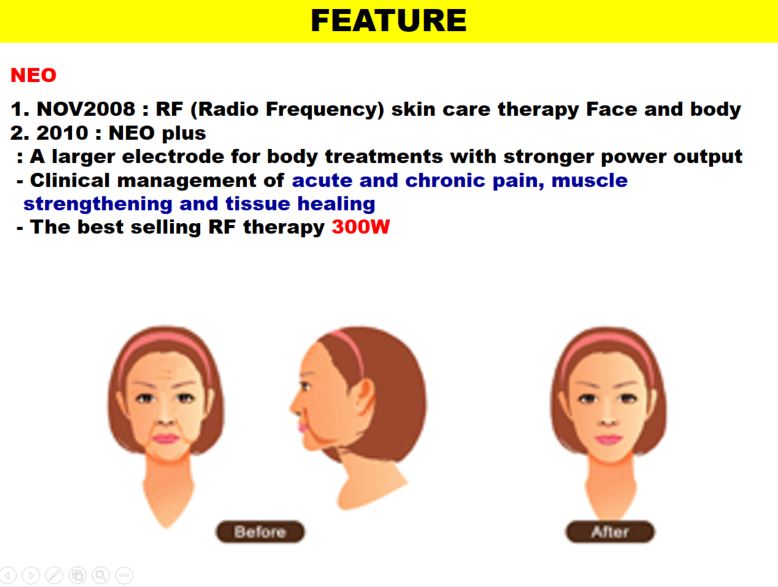 FEATURE
NEO
1. NOV2008 : RF (Radio Frequency) skin care therapy Face and body
2. 2010 : NEO plus
: A larger electrode for body treatments with stronger power output
- Clinical management of acute and chronic pain, muscle
strengthening and tissue healing
- The best selling RF therapy 300W
Before
After